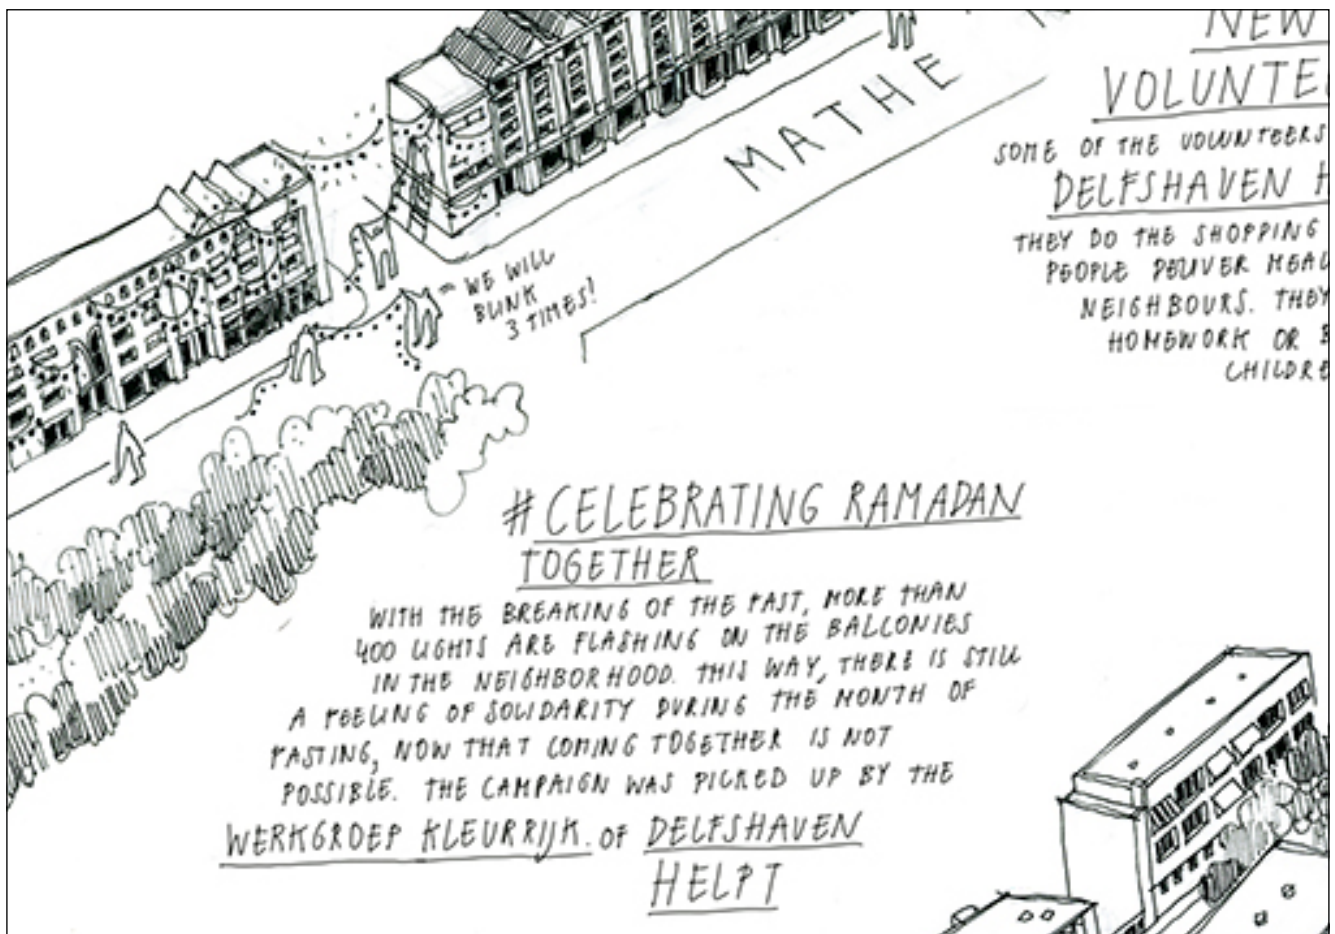 MATHE
NEW
VOLUNTE
SOME OF THE VOLUNTEERS
DELFSHAVEN H
THEY DO THE SHOPPING
PEOPLE DELIVER MEAL
NEIGHBOURS. THEY
HOMEWORK OR B
CHILDRE
WE WILL
BLINK
3 TIMES!
#CELEBRATING RAMADAN
TOGETHER
WITH THE BREAKING OF THE FAST, MORE THAN
400 LIGHTS ARE FLASHING ON THE BALCONIES
IN THE NEIGHBORHOOD. THIS WAY, THERE IS STILL
A FEELING OF SOLIDARITY DURING THE MONTH OF
FASTING, NOW THAT COMING TOGETHER IS NOT
POSSIBLE. THE CAMPAIGN WAS PICKED UP BY THE
WERKGROEP KLEURRIJK. OF DELFSHAVEN
HELPT